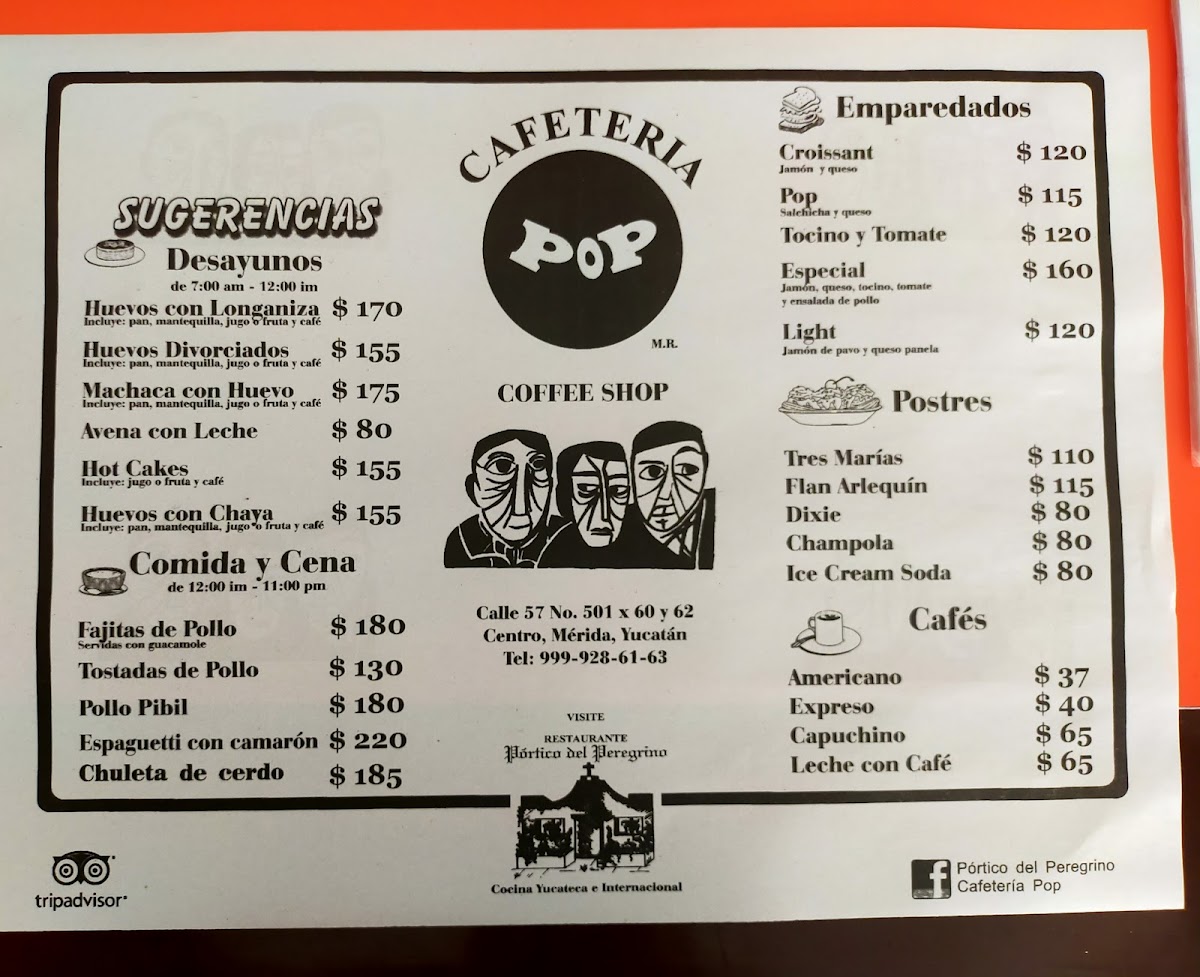 SUGERENCIAS
Desayunos
de 7:00 am - 12:00 im
Huevos con Longaniza $ 170
Incluye: pan, mantequilla, jugo o fruta y café
Huevos Divorciados $ 155
Incluye: pan, mantequilla, jugo o fruta y café
Machaca con Huevo $ 175
Incluye: pan, mantequilla, jugo o fruta y café
Avena con Leche $ 80
Hot Cakes $ 155
Incluye: jugo o fruta y café
Huevos con Chaya $ 155
Incluye: pan, mantequilla, jugo o fruta y café
Comida y Cena
de 12:00 im - 11:00 pm
Fajitas de Pollo $ 180
Servidas con guacamole
Tostadas de Pollo $ 130
Pollo Pibil $ 180
Espaguetti con camarón $ 220
Chuleta de cerdo $ 185
CAFETERIA
POP
M.R.
COFFEE SHOP
Calle 57 No. 501 x 60 y 62
Centro, Mérida, Yucatán
Tel: 999-928-61-63
VISITE
RESTAURANTE
Pórtico del Peregrino
Cocina Yucateca e Internacional
Emparedados
Croissant $ 120
Jamón y queso
Pop $ 115
Salchicha y queso
Tocino y Tomate $ 120
Especial $ 160
Jamón, queso, tocino, tomate
y ensalada de pollo
Light $ 120
Jamón de pavo y queso panela
Postres
Tres Marías $ 110
Flan Arlequín $ 115
Dixie $ 80
Champola $ 80
Ice Cream Soda $ 80
Cafés
Americano $ 37
Expreso $ 40
Capuchino $ 65
Leche con Café $ 65
tripadvisor
f Pórtico del Peregrino
Cafetería Pop